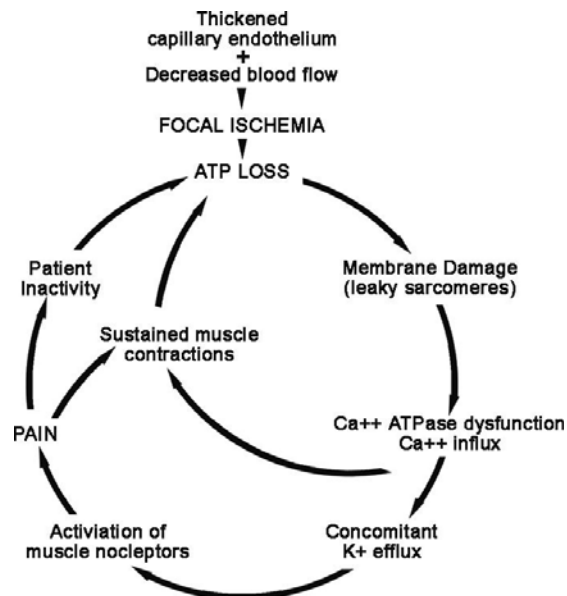 Thickened
capillary endothelium
+
Decreased blood flow
FOCAL ISCHEMIA
ATP LOSS
Membrane Damage
(leaky sarcomeres)
Ca++ ATPase dysfunction
Ca++ influx
Concomitant
K+ efflux
Activiation of
muscle nocleptors
PAIN
Patient
Inactivity
Sustained muscle
contractions